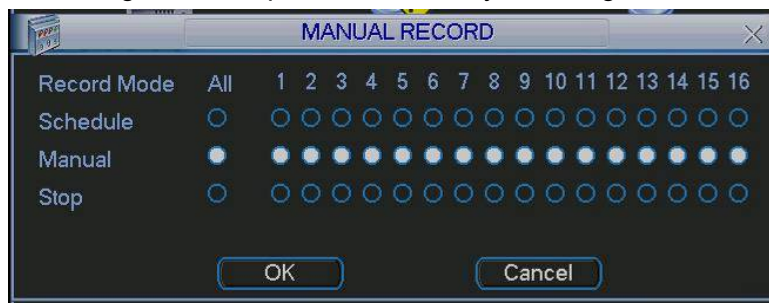 MANUAL RECORD
Record Mode All 1 2 3 4 5 6 7 8 9 10 11 12 13 14 15 16
Schedule
Manual
Stop
OK Cancel